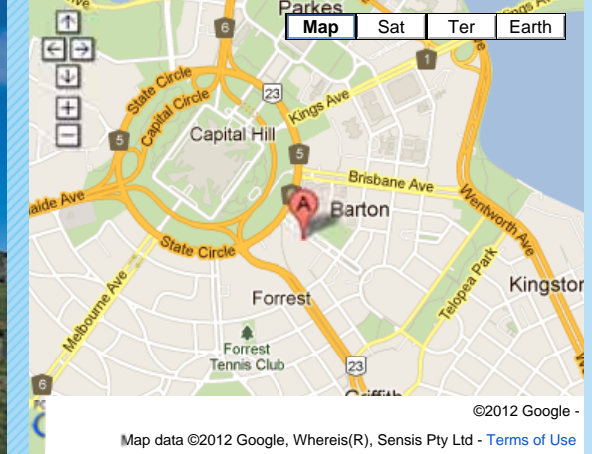 Parkes
Map Sat Ter Earth
6
1
State Circle
23
Capital Circle
Kings Ave
Capital Hill
5
5
Brisbane Ave
aide Ave
A
Barton
Wentworth Ave
State Circle
Telopea Park
Melbourne Ave
Kingston
Forrest
Forrest
Tennis Club
23
6
Griffith
©2012 Google -
Map data ©2012 Google, Whereis(R), Sensis Pty Ltd - Terms of Use